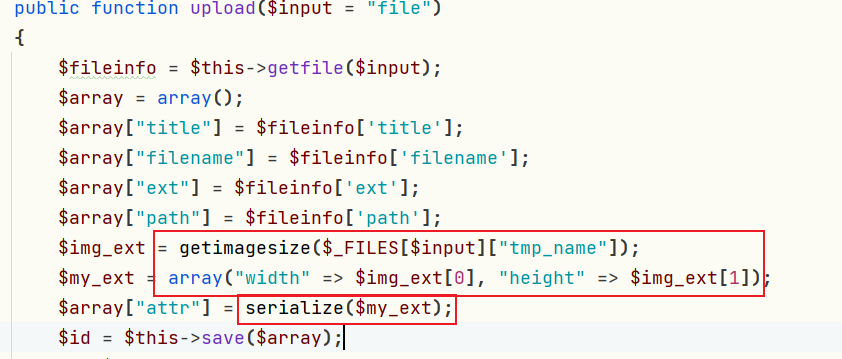 public function upload($input = "file")
{
$fileinfo = $this->getfile($input);
$array = array();
$array["title"] = $fileinfo['title'];
$array["filename"] = $fileinfo['filename'];
$array["ext"] = $fileinfo['ext'];
$array["path"] = $fileinfo['path'];
$img_ext = getimagesize($_FILES[$input]["tmp_name"]);
$my_ext = array("width" => $img_ext[0], "height" => $img_ext[1]);
$array["attr"] = serialize($my_ext);
$id = $this->save($array);